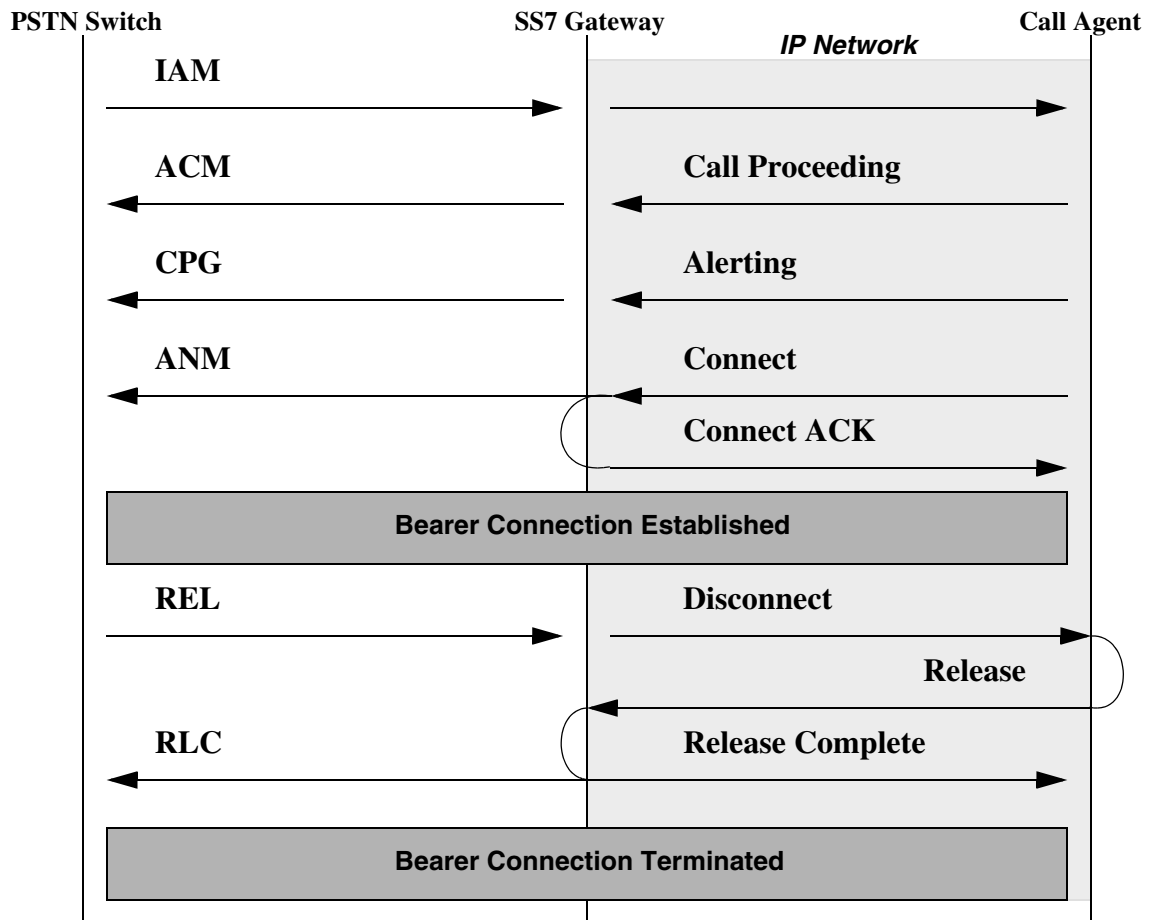 PSTN Switch
SS7 Gateway
Call Agent
IP Network
IAM
ACM
Call Proceeding
CPG
Alerting
ANM
Connect
Connect ACK
Bearer Connection Established
REL
Disconnect
Release
RLC
Release Complete
Bearer Connection Terminated